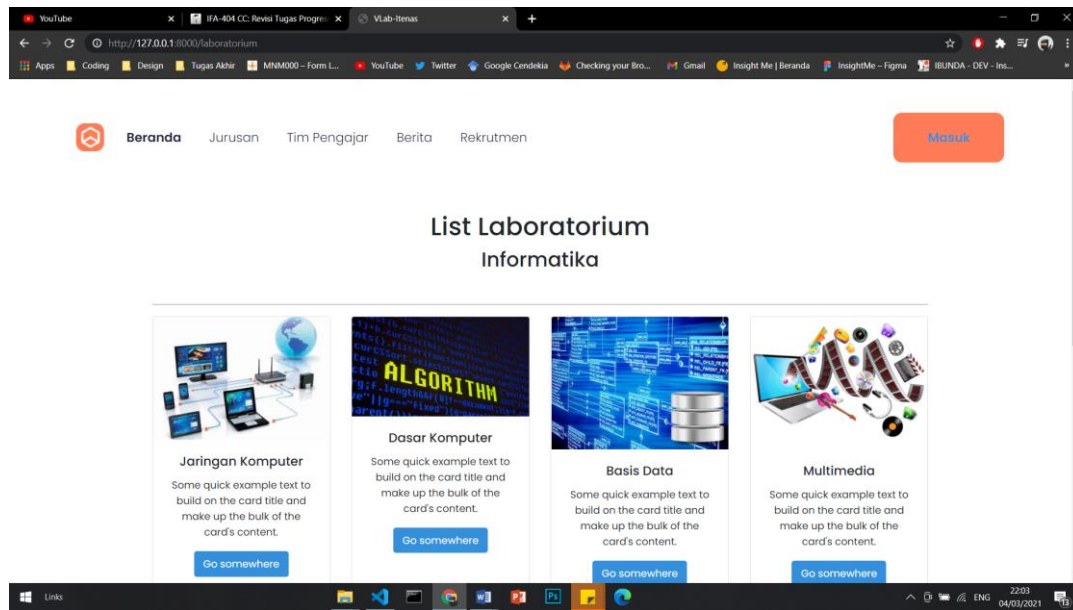 YouTube
IFA-404 CC: Revisi Tugas Progres
VLab-Itenas
http://127.0.0.1:8000/laboratorium
Apps Coding Design Tugas Akhir MNM000 – Form L... YouTube Twitter Google Cendekia Checking your Bro... Gmail Insight Me | Beranda InsightMe – Figma IBUNDA - DEV - Ins...
Beranda Jurusan Tim Pengajar Berita Rekrutmen Masuk
List Laboratorium
Informatika
ALGORITHM
Jaringan Komputer
Some quick example text to
build on the card title and
make up the bulk of the
card's content.
Go somewhere
Dasar Komputer
Some quick example text to
build on the card title and
make up the bulk of the
card's content.
Go somewhere
Basis Data
Some quick example text to
build on the card title and
make up the bulk of the
card's content.
Go somewhere
Multimedia
Some quick example text to
build on the card title and
make up the bulk of the
card's content.
Go somewhere
Links
ENG
22:03
04/03/2021